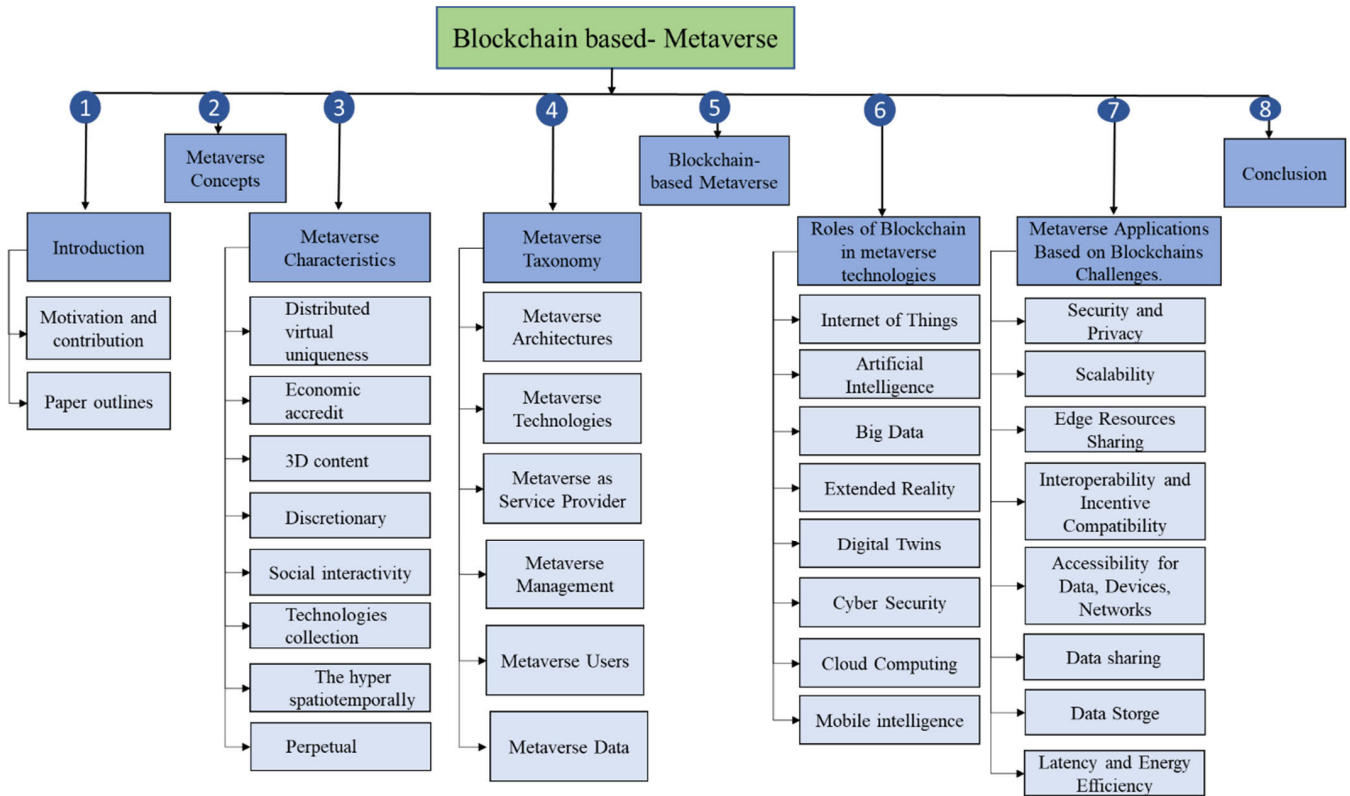 Blockchain based- Metaverse
1
2
3
4
5
6
7
8
Metaverse
Concepts
Blockchain-
based Metaverse
Conclusion
Introduction
Motivation and
contribution
Paper outlines
Metaverse
Characteristics
Distributed
virtual
uniqueness
Economic
accredit
3D content
Discretionary
Social interactivity
Technologies
collection
The hyper
spatiotemporally
Perpetual
Metaverse
Taxonomy
Metaverse
Architectures
Metaverse
Technologies
Metaverse as
Service Provider
Metaverse
Management
Metaverse Users
Metaverse Data
Roles of Blockchain
in metaverse
technologies
Internet of Things
Artificial
Intelligence
Big Data
Extended Reality
Digital Twins
Cyber Security
Cloud Computing
Mobile intelligence
Metaverse Applications
Based on Blockchains
Challenges.
Security and
Privacy
Scalability
Edge Resources
Sharing
Interoperability and
Incentive
Compatibility
Accessibility for
Data, Devices,
Networks
Data sharing
Data Storge
Latency and Energy
Efficiency